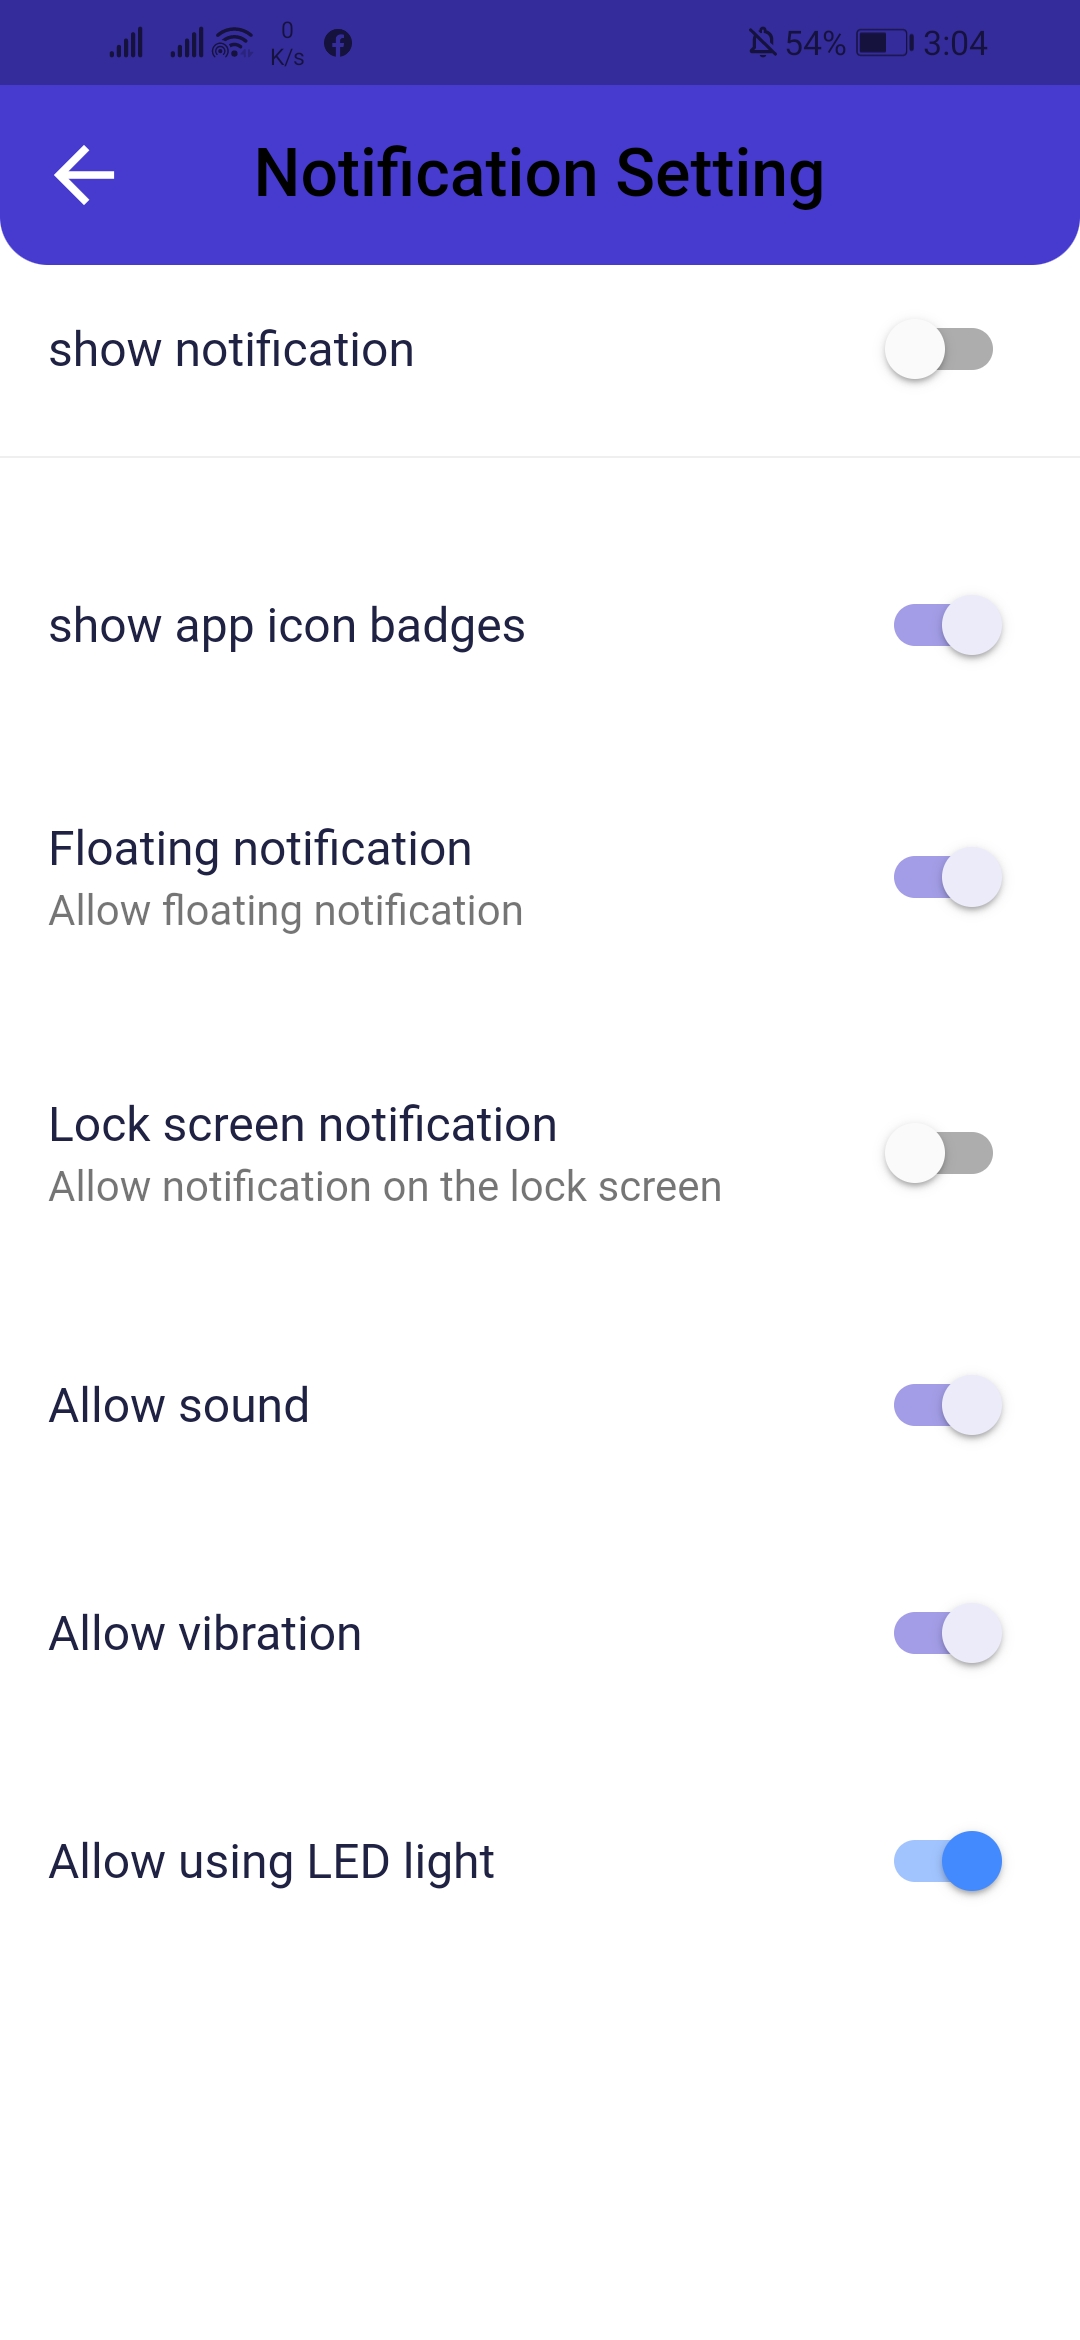 0
K/s
54%
3:04
Notification Setting
show notification
show app icon badges
Floating notification
Allow floating notification
Lock screen notification
Allow notification on the lock screen
Allow sound
Allow vibration
Allow using LED light